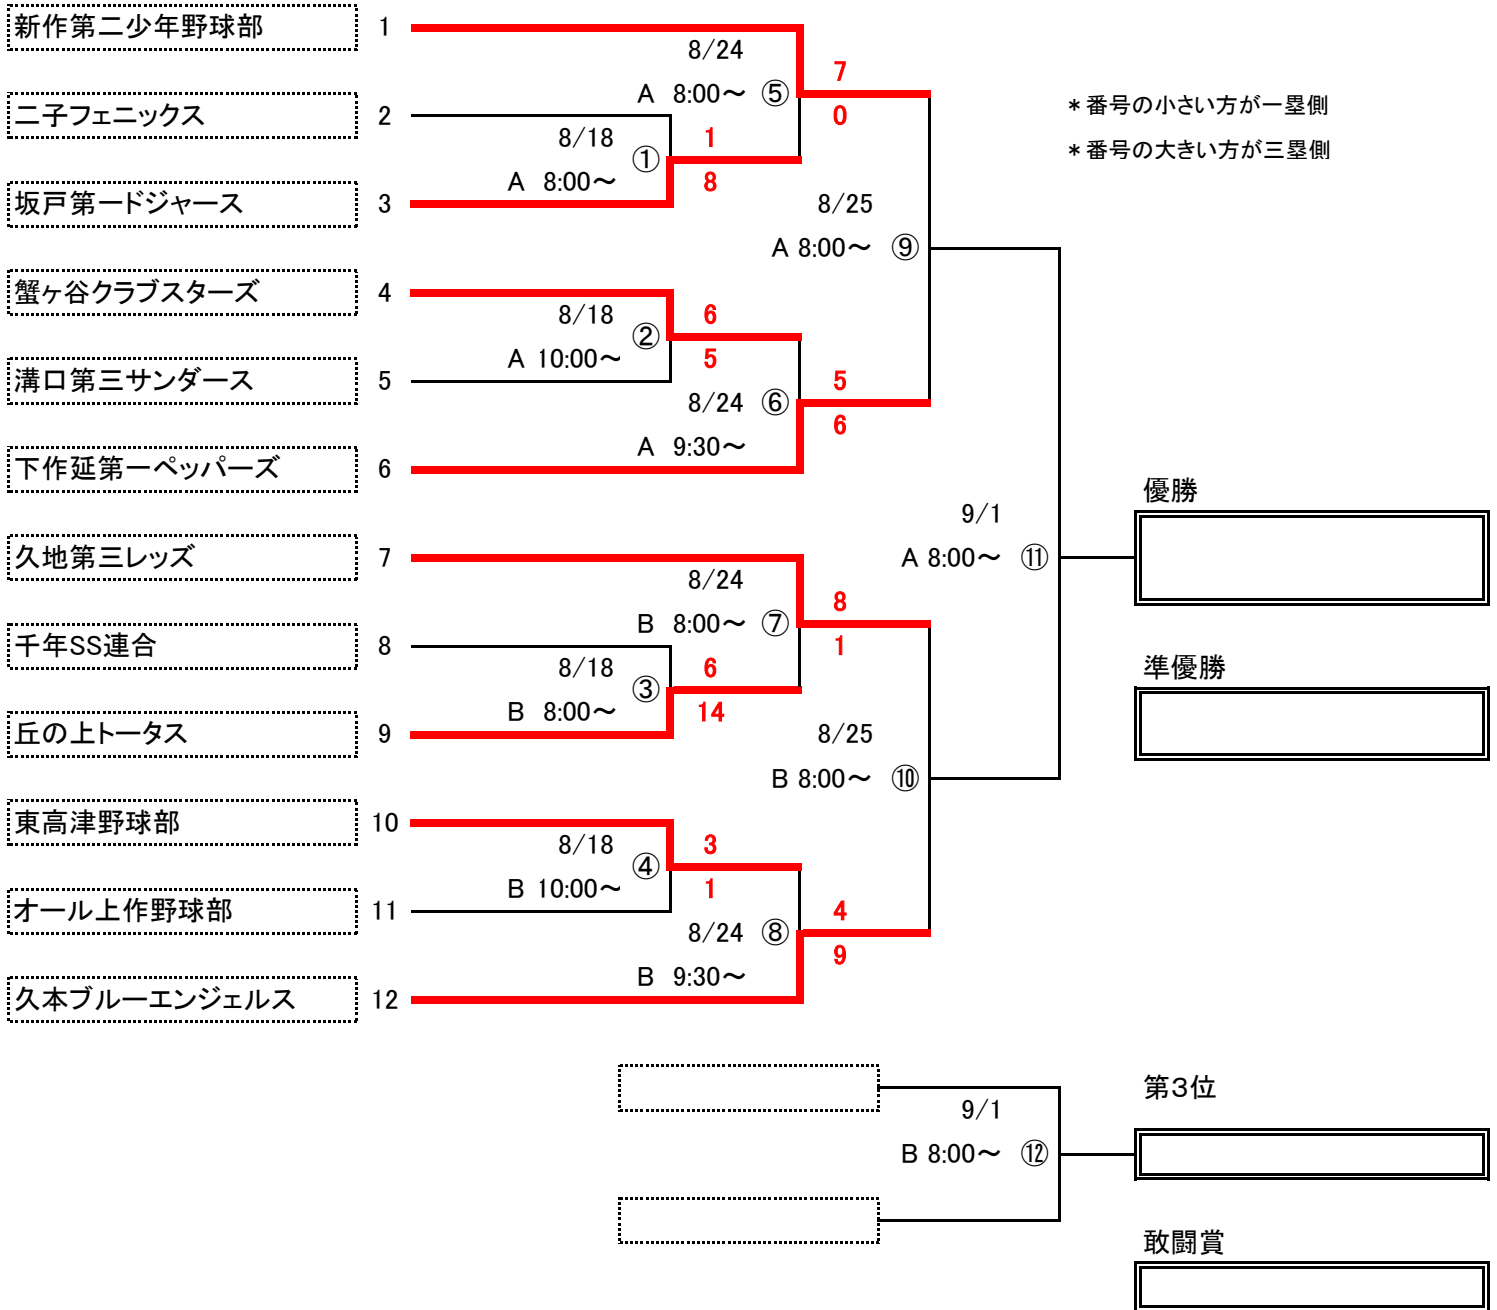 新作第二少年野球部 1
8/24
7
A 8:00～ ⑤
＊番号の小さい方が一塁側
二子フェニックス 2
0
8/18
1
＊番号の大きい方が三塁側
①
A 8:00～
8
坂戸第一ドジャース 3
8/25
A 8:00～ ⑨
蟹ヶ谷クラブスターズ 4
8/18
6
②
A 10:00～
5
溝口第三サンダース 5
5
8/24 ⑥
6
A 9:30～
下作延第一ペッパーズ 6
優勝
9/1
久地第三レッズ 7
A 8:00～ ⑪
8/24
8
B 8:00～ ⑦
千年SS連合 8
1
8/18
6
準優勝
③
B 8:00～
14
丘の上トータス 9
8/25
B 8:00～ ⑩
東高津野球部 10
8/18
3
④
B 10:00～
1
オール上作野球部 11
4
8/24 ⑧
9
B 9:30～
久本ブルーエンジェルス 12
第3位
9/1
B 8:00～ ⑫
敢闘賞